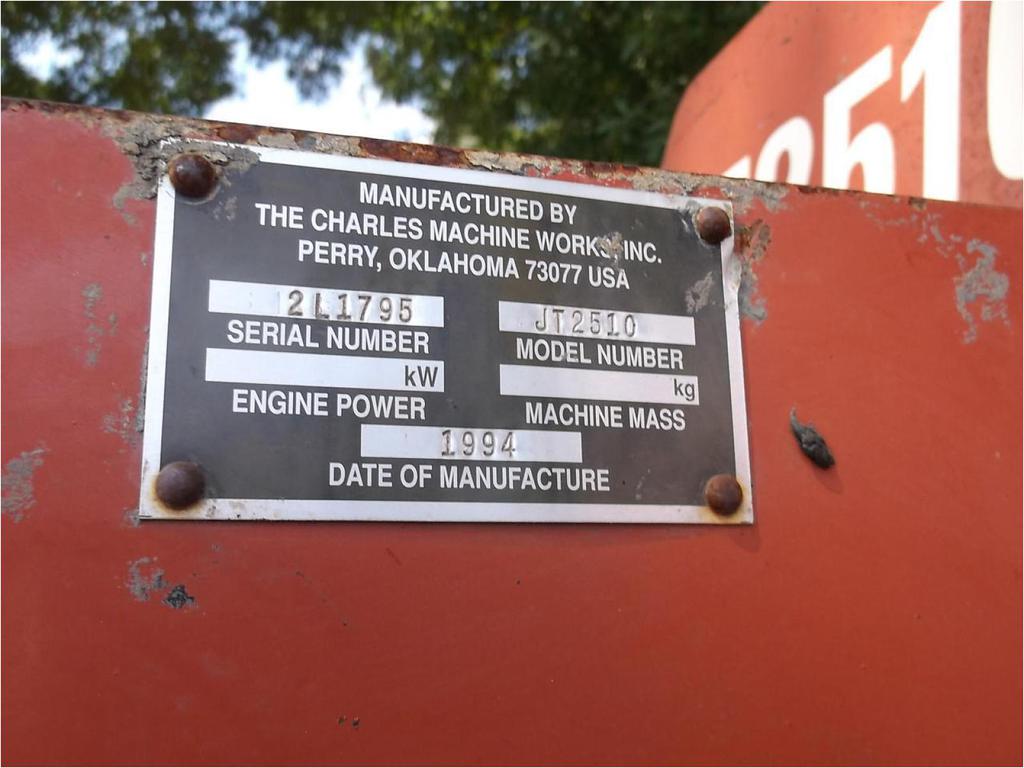 MANUFACTURED BY
THE CHARLES MACHINE WORKS, INC.
PERRY, OKLAHOMA 73077 USA
2L1795
SERIAL NUMBER
JT2510
MODEL NUMBER
kW
ENGINE POWER
kg
MACHINE MASS
1994
DATE OF MANUFACTURE